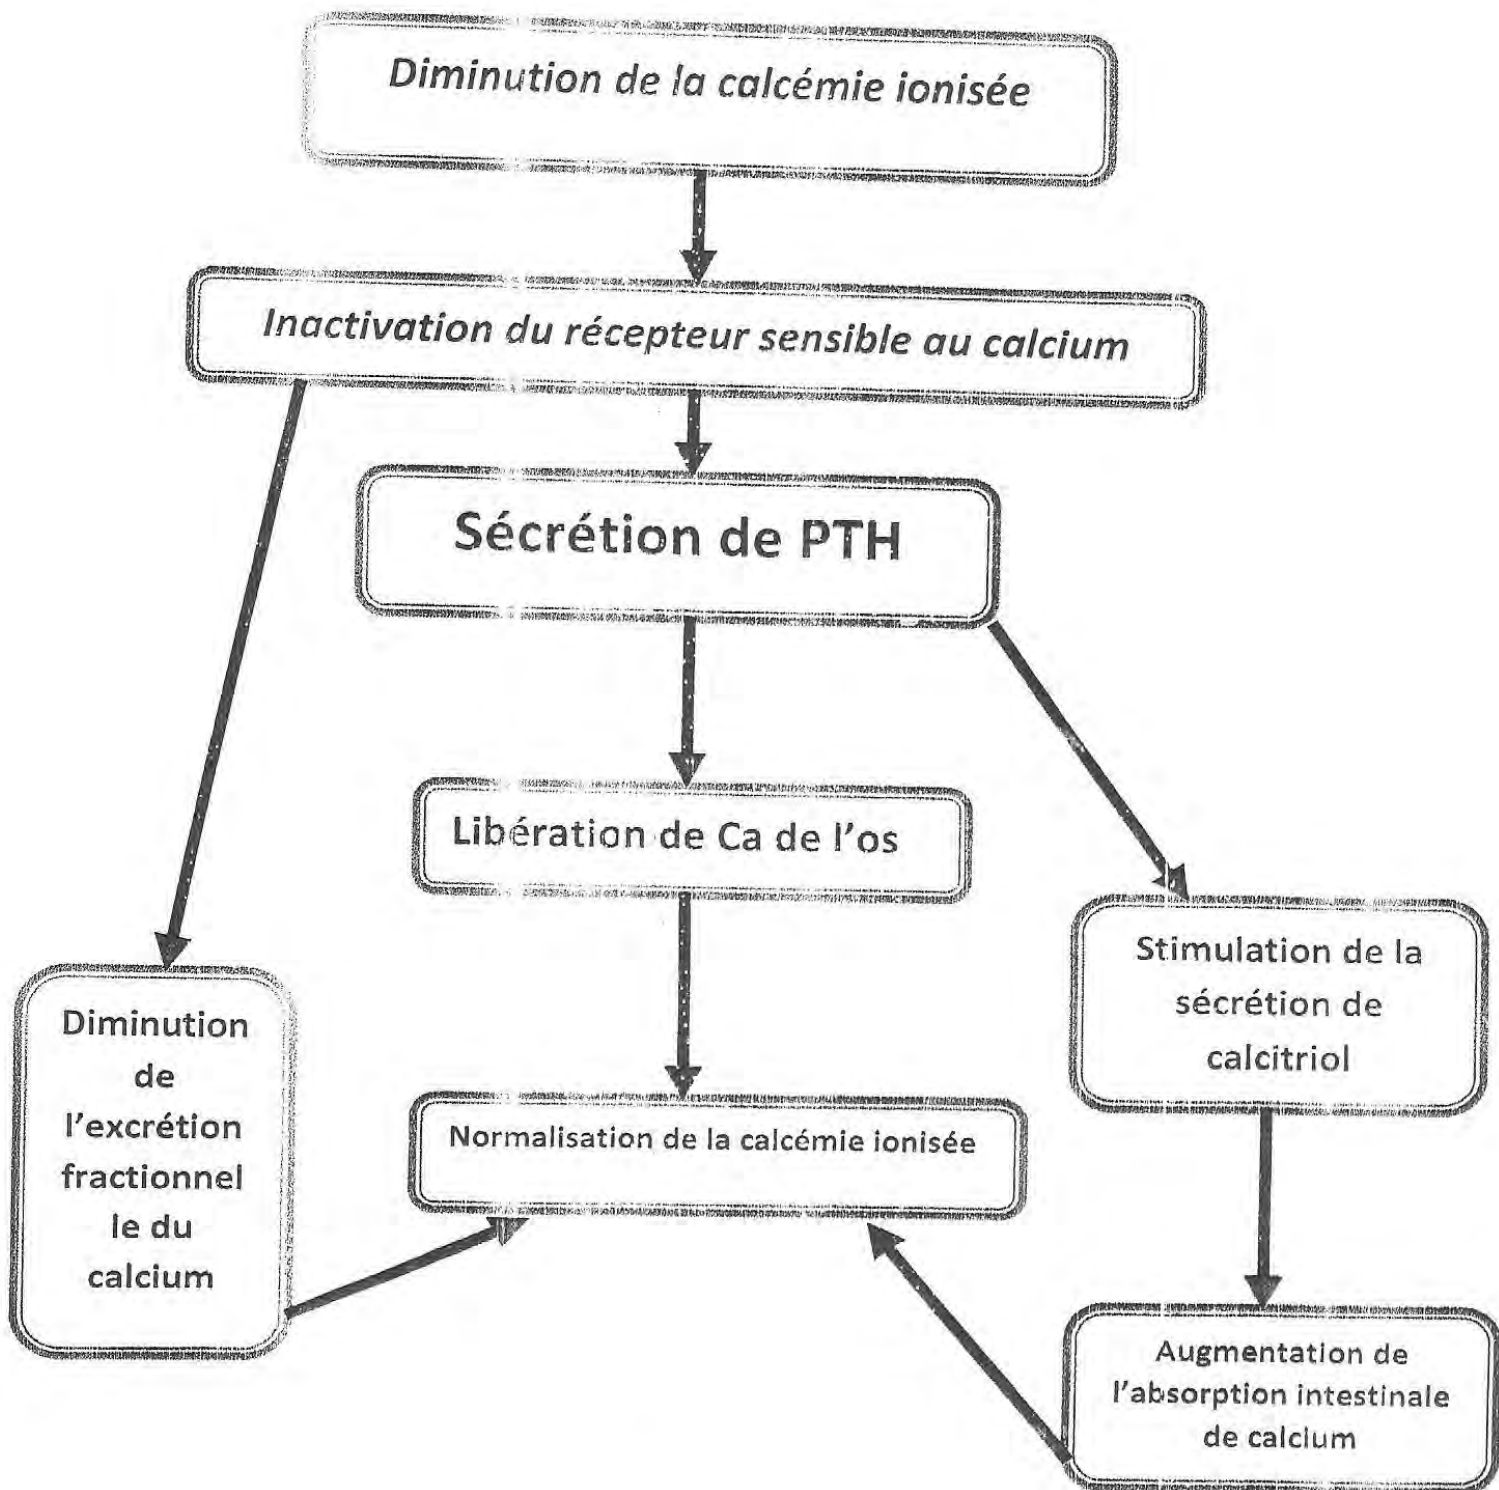 Diminution de la calcémie ionisée
Inactivation du récepteur sensible au calcium
Sécrétion de PTH
Libération de Ca de l'os
Stimulation de la
sécrétion de
calcitriol
Diminution
de
l'excrétion
fractionnel
le du
calcium
Normalisation de la calcémie ionisée
Augmentation de
l'absorption intestinale
de calcium